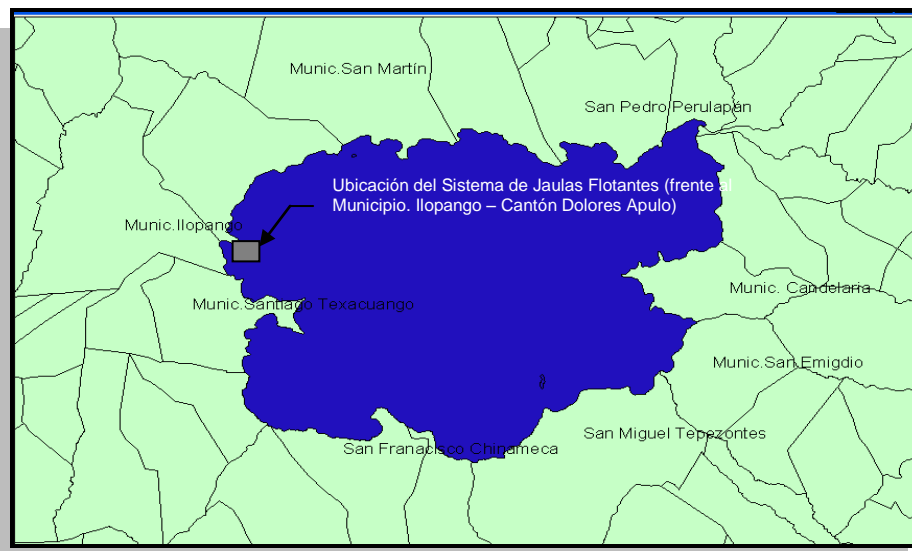 Munic.San Martín
San Pedro Perulapán
Ubicación del Sistema de Jaulas Flotantes (frente al
Municipio. Ilopango – Cantón Dolores Apulo)
Munic.Ilopango
Munic. Candelaria
Munic.Santiago Texacuango
Munic.San Emigdio
San Miguel Tepezontes
San Franacisco Chinameca